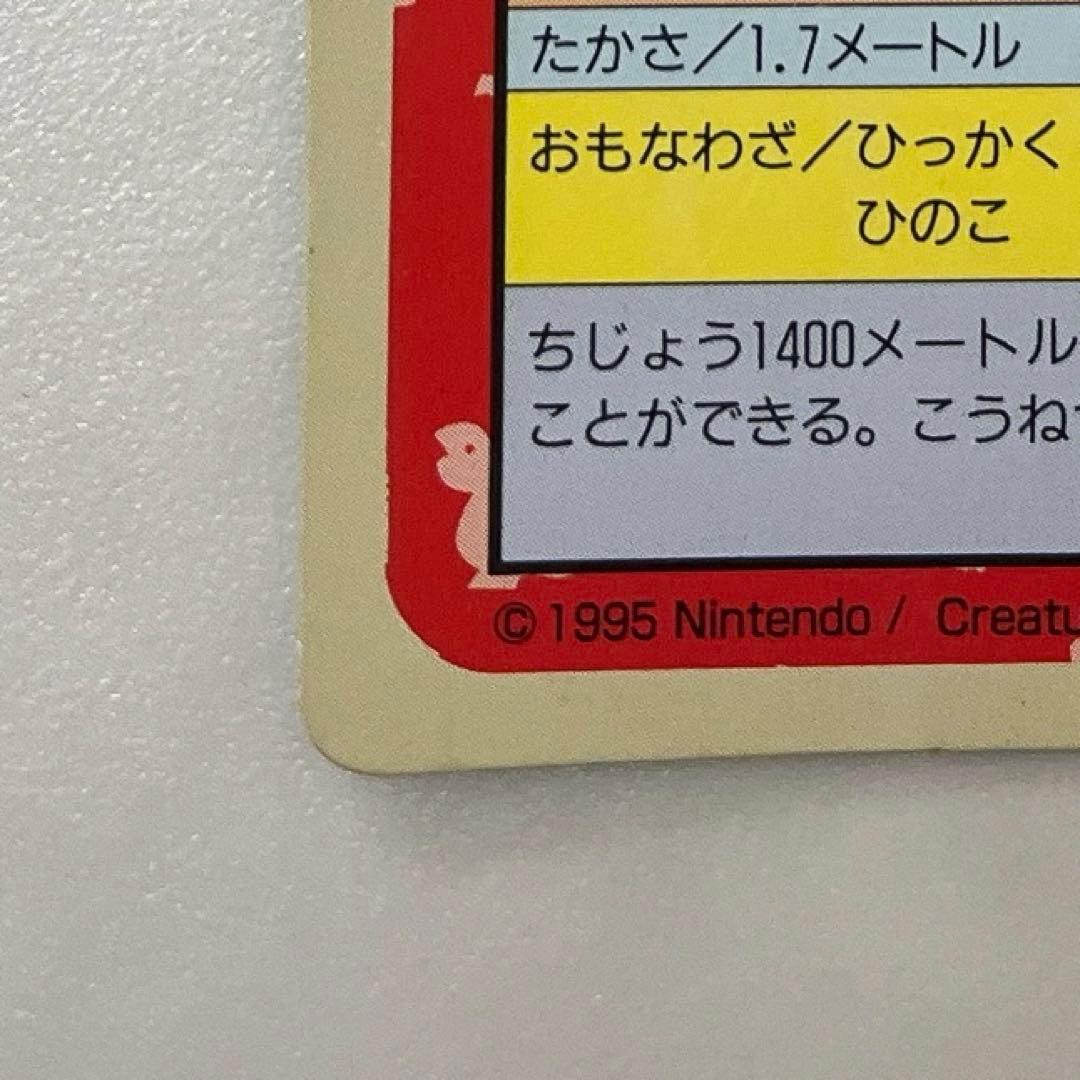 たかさ／1.7メートル
おもなわざ／ひっかく
ひのこ
ちじょう1400メートル
ことができる。こうね
© 1995 Nintendo / Creatu